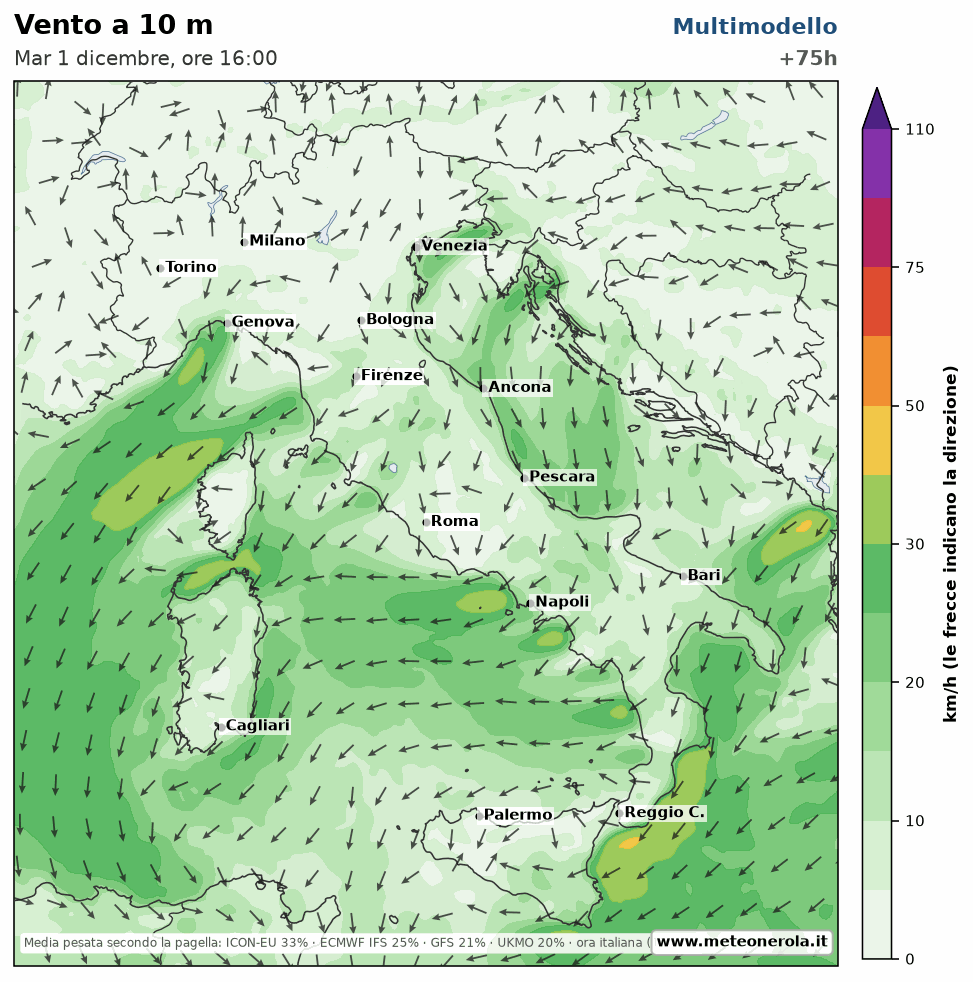 Vento a 10 m
Multimodello
Mar 1 dicembre, ore 16:00
+75h
110
75
50
30
20
10
0
km/h (le frecce indicano la direzione)
Milano
Venezia
Torino
Genova
Bologna
Firenze
Ancona
Pescara
Roma
Bari
Napoli
Cagliari
Palermo
Reggio C.
Media pesata secondo la pagella: ICON-EU 33% · ECMWF IFS 25% · GFS 21% · UKMO 20% · ora italiana (
www.meteonerola.it